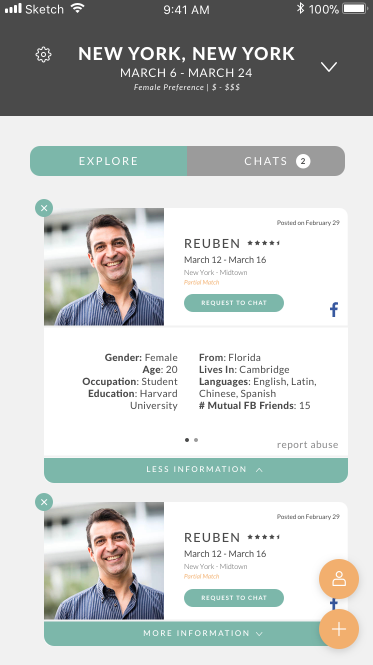 Sketch 9:41 AM 100%
NEW YORK, NEW YORK
MARCH 6 - MARCH 24
Female Preference | $ - $$$
EXPLORE CHATS 2
Posted on February 29
REUBEN
March 12 - March 16
New York - Midtown
Partial Match
REQUEST TO CHAT
Gender: Female
Age: 20
Occupation: Student
Education: Harvard
University
From: Florida
Lives In: Cambridge
Languages: English, Latin,
Chinese, Spanish
# Mutual FB Friends: 15
report abuse
LESS INFORMATION
Posted on February 29
REUBEN
March 12 - March 16
New York - Midtown
Partial Match
REQUEST TO CHAT
MORE INFORMATION